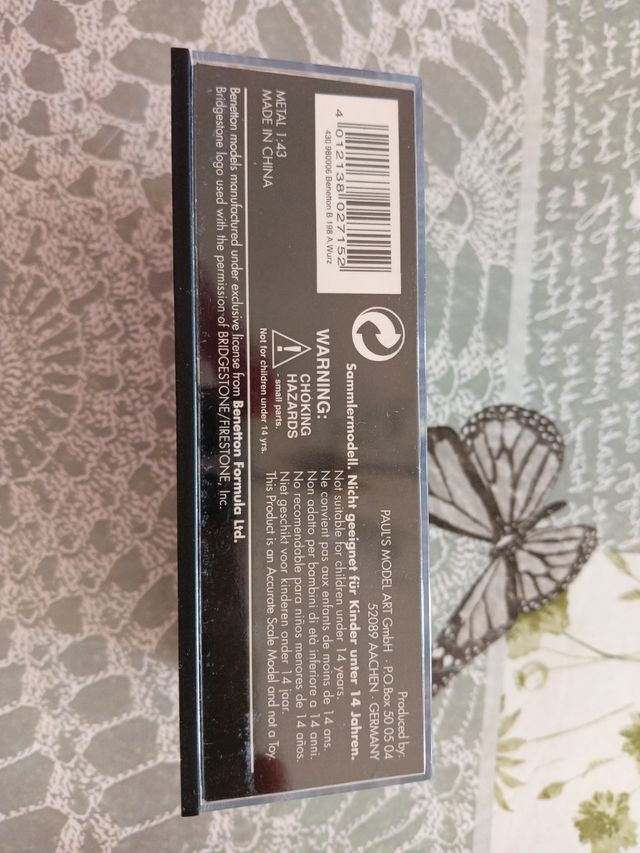 4 012138 027152
430 980006 Benetton B 198 A.Wurz
METAL 1:43
MADE IN CHINA
Produced by:
PAUL'S MODEL ART GmbH · P.O.Box 50 05 04
52089 AACHEN · GERMANY
Sammlermodell. Nicht geeignet für Kinder unter 14 Jahren.
Not suitable for children under 14 years.
Ne convient pas aux enfants de moins de 14 ans.
Non adatto per bambini di età inferiore a 14 anni.
No recomendable para niños menores de 14 años.
Niet geschikt voor kinderen onder 14 jaar.
This Product is an Accurate Scale Model and not a Toy.
WARNING:
CHOKING
HAZARDS
- small parts.
Not for children under 14 yrs.
Benetton models manufactured under exclusive license from Benetton Formula Ltd.
Bridgestone logo used with the permission of BRIDGESTONE/FIRESTONE, Inc.